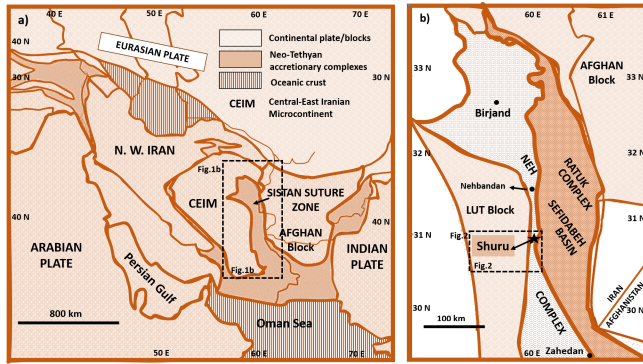 a)
40 E
50 E
60 E
70 E
40 N
30 N
30 N
EURASIAN PLATE
Continental plate/blocks
Neo-Tethyan
accretionary complexes
Oceanic crust
CEIM
Central-East Iranian
Microcontinent
N. W. IRAN
Fig.1b
CEIM
SISTAN SUTURE
ZONE
AFGHAN
Block
40 N
40 N
ARABIAN
PLATE
INDIAN
PLATE
Persian Gulf
Fig.1b
800 km
Oman Sea
50 E
60 E
70 E
b)
60 E
61 E
33 N
33 N
AFGHAN
Block
Birjand
32 N
32 N
NEH
RATUK
COMPLEX
Nehbandan
LUT Block
SEFIDABEH
BASIN
31 N
31 N
Fig.2
Shuru
Fig.2
COMPLEX
IRAN
AFGHANISTAN
30 N
30 N
100 km
Zahedan
60 E
61 E